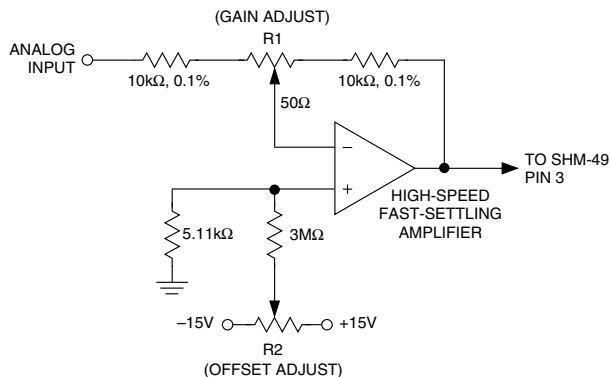 (GAIN ADJUST)
R1
ANALOG
INPUT
10kΩ, 0.1%
10kΩ, 0.1%
50Ω
−
+
TO SHM-49
PIN 3
HIGH-SPEED
FAST-SETTLING
AMPLIFIER
5.11kΩ
3MΩ
–15V
+15V
R2
(OFFSET ADJUST)